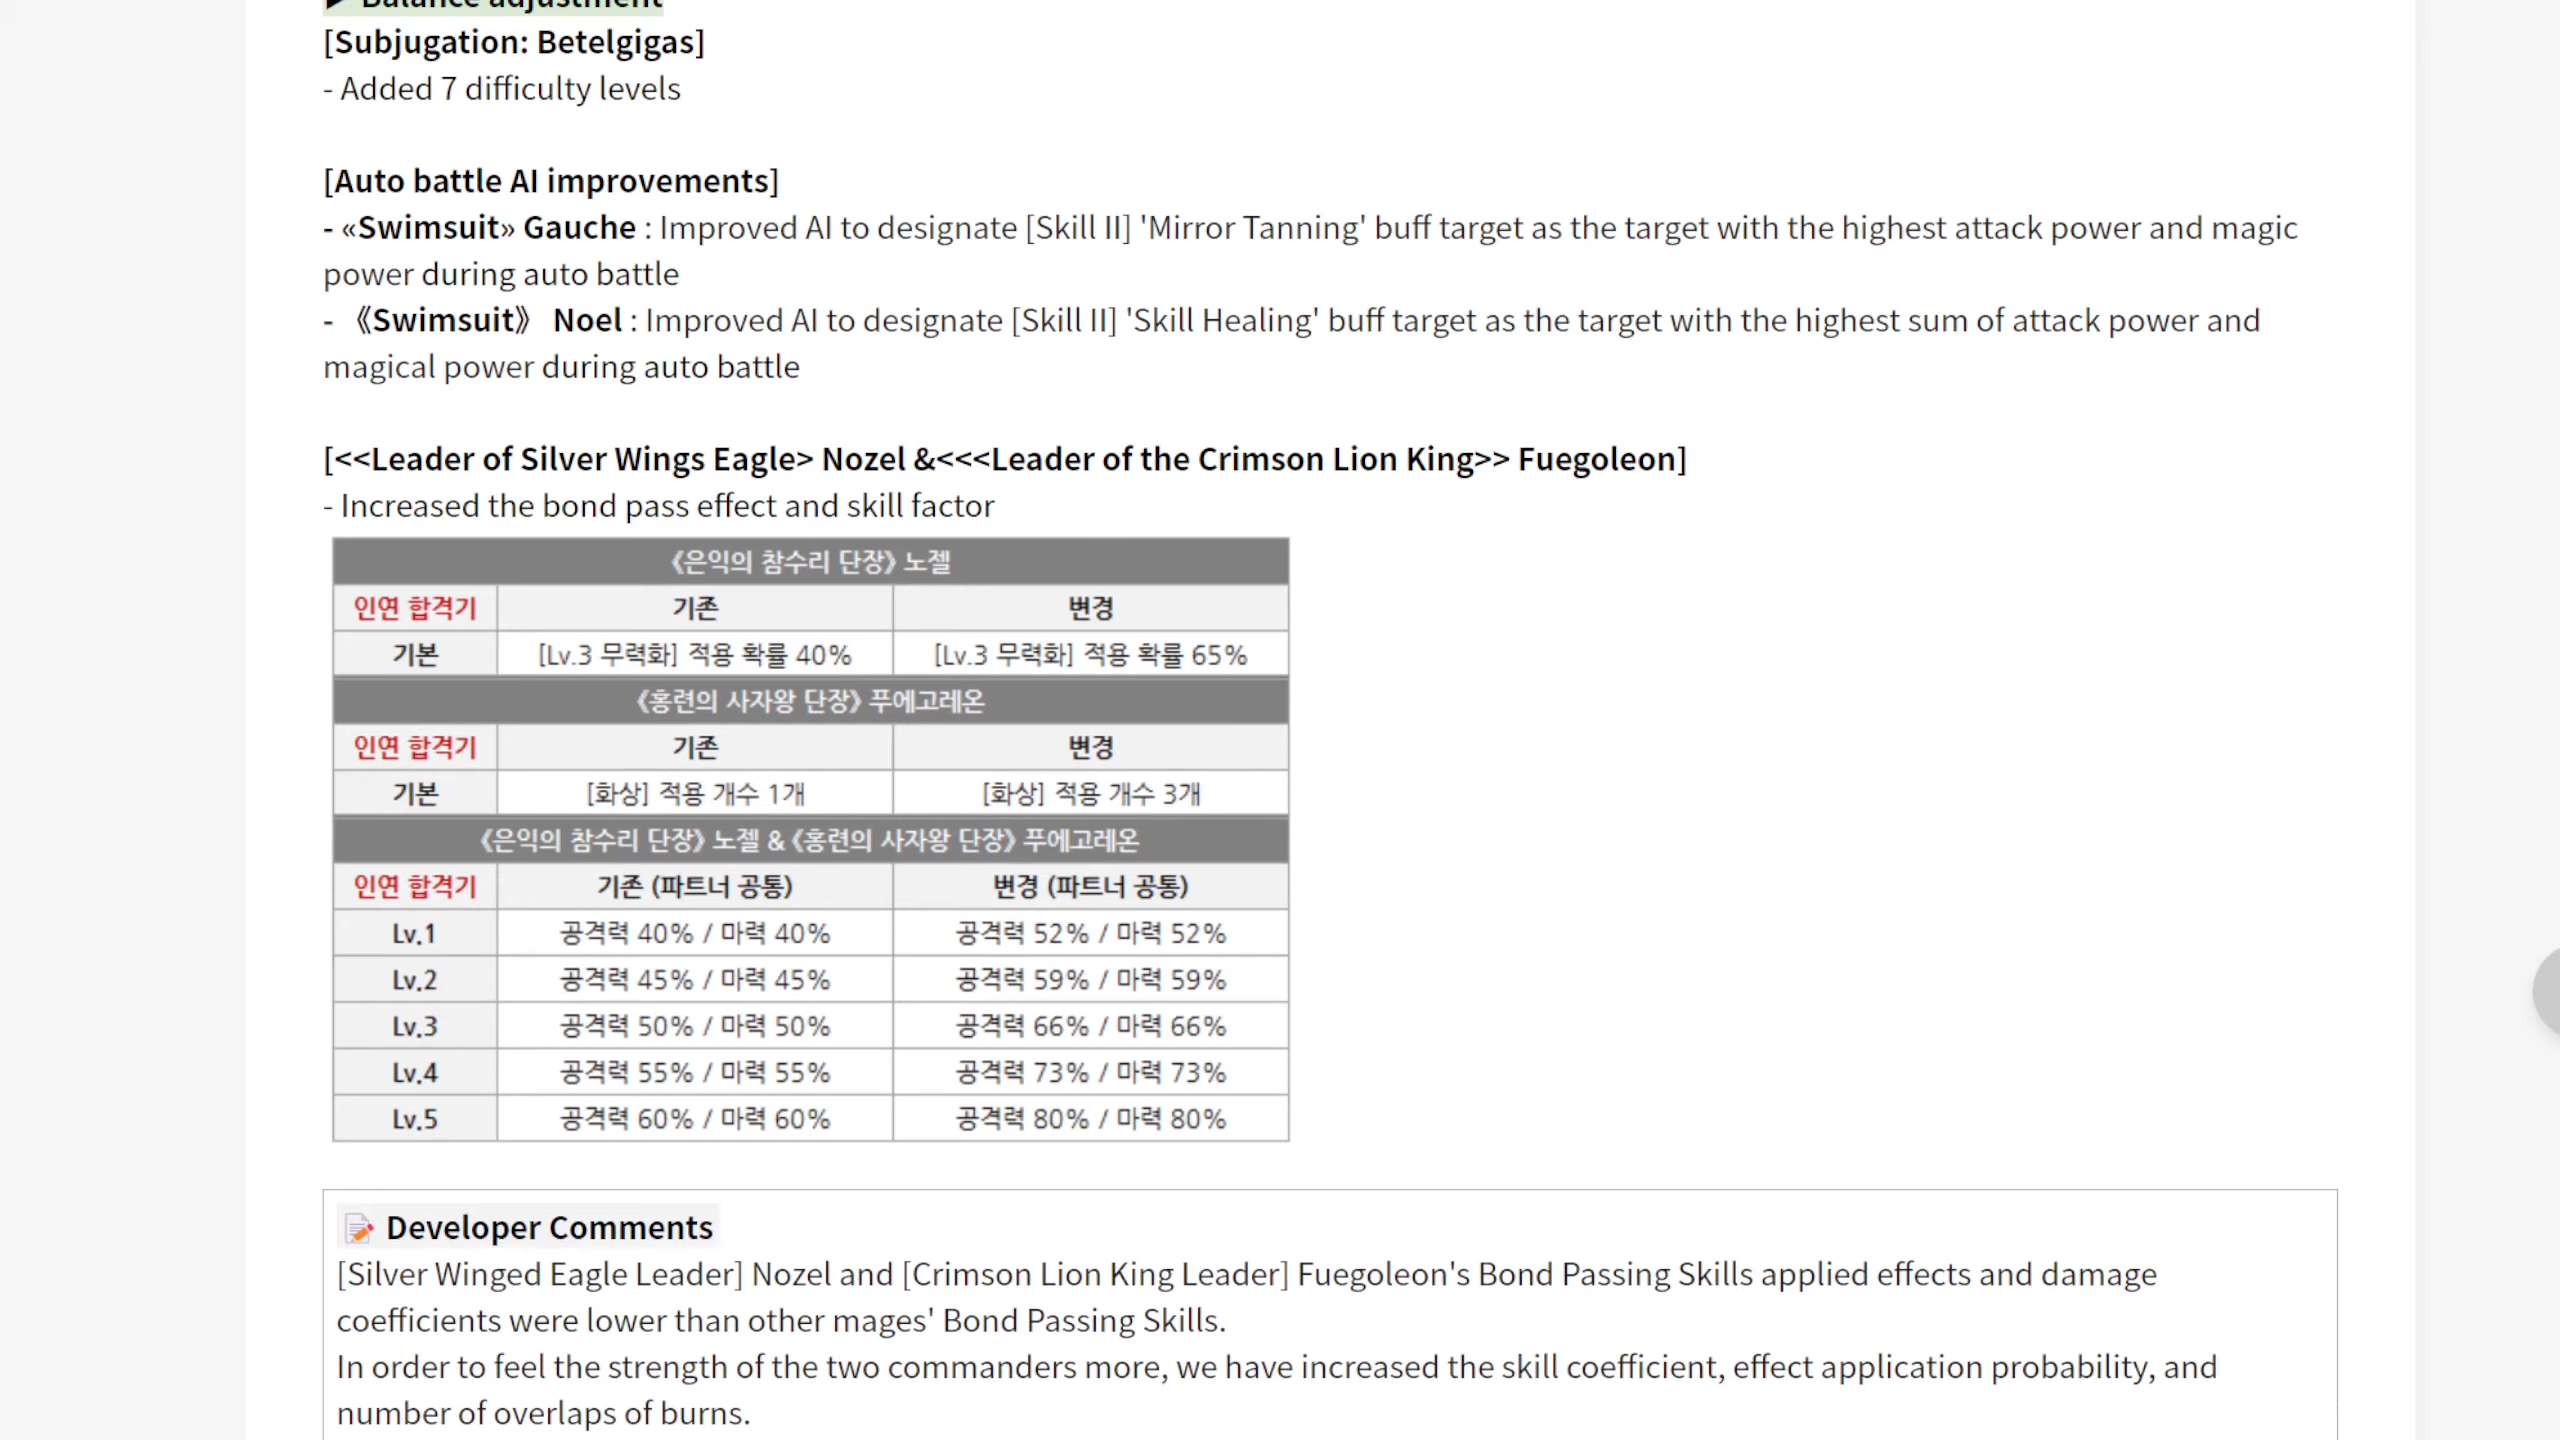 ▶ Balance adjustment
[Subjugation: Betelgigas]
- Added 7 difficulty levels
[Auto battle AI improvements]
- «Swimsuit» Gauche : Improved AI to designate [Skill II] 'Mirror Tanning' buff target as the target with the highest attack power and magic
power during auto battle
- 《Swimsuit》 Noel : Improved AI to designate [Skill II] 'Skill Healing' buff target as the target with the highest sum of attack power and
magical power during auto battle
[<<Leader of Silver Wings Eagle> Nozel &<<<Leader of the Crimson Lion King>> Fuegoleon]
- Increased the bond pass effect and skill factor
《은익의 참수리 단장》 노젤
인연 합격기 기존 변경
기본 [Lv.3 무력화] 적용 확률 40% [Lv.3 무력화] 적용 확률 65%
《홍련의 사자왕 단장》 푸에고레온
인연 합격기 기존 변경
기본 [화상] 적용 개수 1개 [화상] 적용 개수 3개
《은익의 참수리 단장》 노젤 & 《홍련의 사자왕 단장》 푸에고레온
인연 합격기 기존 (파트너 공통) 변경 (파트너 공통)
Lv.1 공격력 40% / 마력 40% 공격력 52% / 마력 52%
Lv.2 공격력 45% / 마력 45% 공격력 59% / 마력 59%
Lv.3 공격력 50% / 마력 50% 공격력 66% / 마력 66%
Lv.4 공격력 55% / 마력 55% 공격력 73% / 마력 73%
Lv.5 공격력 60% / 마력 60% 공격력 80% / 마력 80%
📝 Developer Comments
[Silver Winged Eagle Leader] Nozel and [Crimson Lion King Leader] Fuegoleon's Bond Passing Skills applied effects and damage
coefficients were lower than other mages' Bond Passing Skills.
In order to feel the strength of the two commanders more, we have increased the skill coefficient, effect application probability, and
number of overlaps of burns.